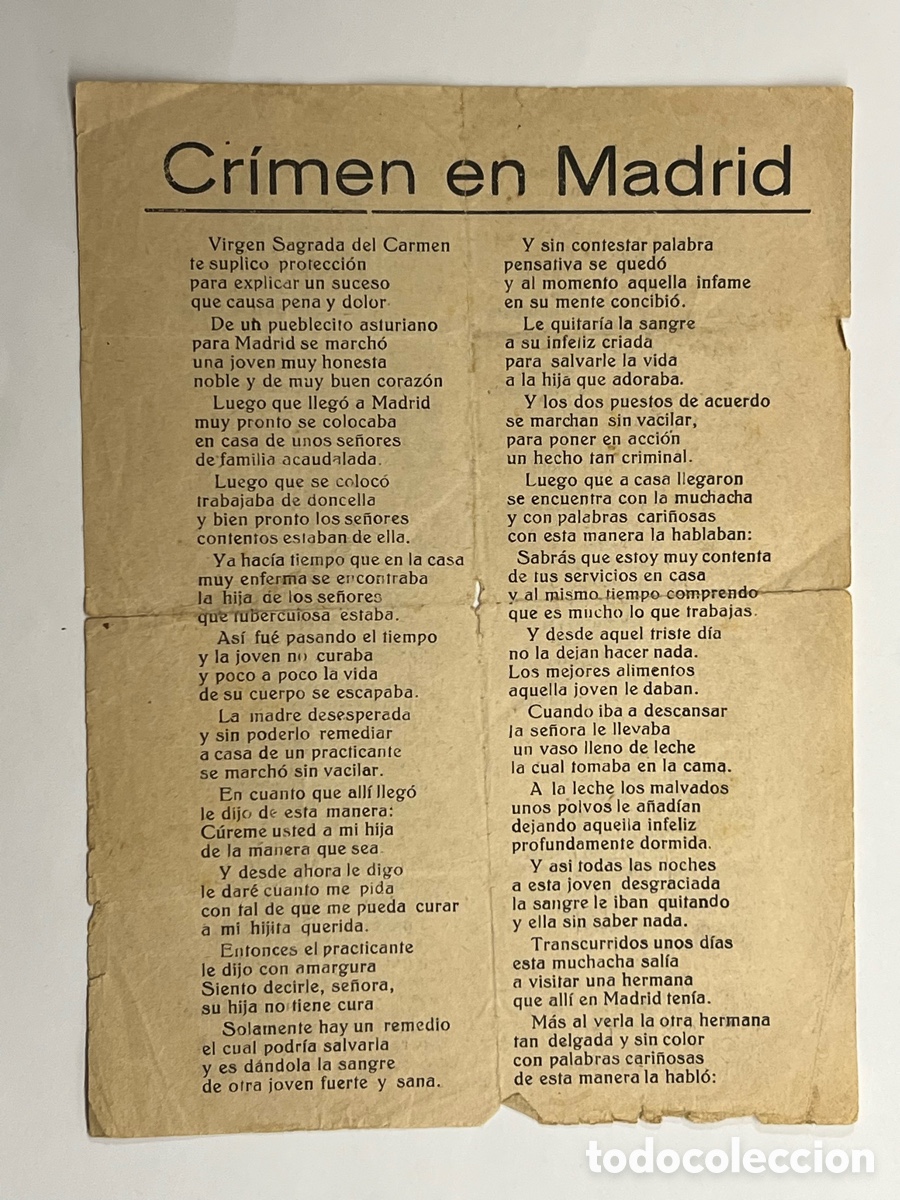 Crímen en Madrid
Virgen Sagrada del Carmen
te suplico protección
para explicar un suceso
que causa pena y dolor.
De un pueblecito asturiano
para Madrid se marchó
una joven muy honesta
noble y de muy buen corazón
Luego que llegó a Madrid
muy pronto se colocaba
en casa de unos señores
de familia acaudalada.
Luego que se colocó
trabajaba de doncella
y bien pronto los señores
contentos estaban de ella.
Ya hacía tiempo que en la casa
muy enferma se encontraba
la hija de los señores
que tuberculosa estaba.
Así fué pasando el tiempo
y la joven no curaba
y poco a poco la vida
de su cuerpo se escapaba.
La madre desesperada
y sin poderlo remediar
a casa de un practicante
se marchó sin vacilar.
En cuanto que allí llegó
le dijo de esta manera:
Cúreme usted a mi hija
de la manera que sea.
Y desde ahora le digo
le daré cuanto me pida
con tal de que me pueda curar
a mi hijita querida.
Entonces el practicante
le dijo con amargura
Siento decirle, señora,
su hija no tiene cura
Solamente hay un remedio
el cual podría salvarla
y es dándola la sangre
de otra joven fuerte y sana.
Y sin contestar palabra
pensativa se quedó
y al momento aquella infame
en su mente concibió.
Le quitaría la sangre
a su infeliz criada
para salvarle la vida
a la hija que adoraba.
Y los dos puestos de acuerdo
se marchan sin vacilar,
para poner en acción
un hecho tan criminal.
Luego que a casa llegaron
se encuentra con la muchacha
y con palabras cariñosas
con esta manera la hablaban:
Sabrás que estoy muy contenta
de tus servicios en casa
y al mismo tiempo comprendo
que es mucho lo que trabajas.
Y desde aquel triste día
no la dejan hacer nada.
Los mejores alimentos
aquella joven le daban.
Cuando iba a descansar
la señora le llevaba
un vaso lleno de leche
la cual tomaba en la cama.
A la leche los malvados
unos polvos le añadían
dejando aquella infeliz
profundamente dormida.
Y asi todas las noches
a esta joven desgraciada
la sangre le iban quitando
y ella sin saber nada.
Transcurridos unos días
esta muchacha salía
a visitar una hermana
que allí en Madrid tenía.
Más al verla la otra hermana
tan delgada y sin color
con palabras cariñosas
de esta manera la habló:
todocoleccion